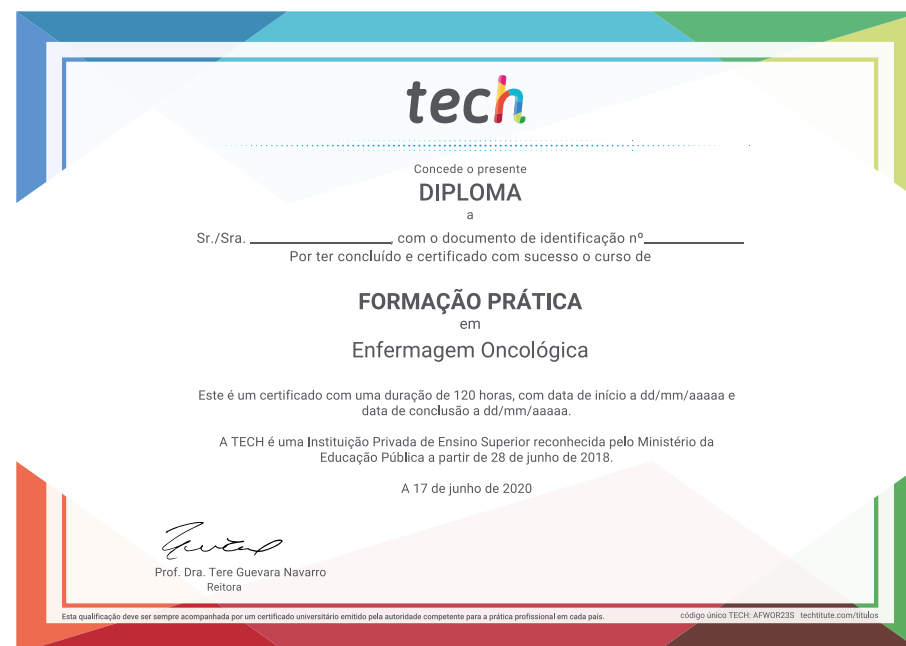 tech
Concede o presente
DIPLOMA
a
Sr./Sra. ____________________, com o documento de identificação nº______________
Por ter concluído e certificado com sucesso o curso de
FORMAÇÃO PRÁTICA
em
Enfermagem Oncológica
Este é um certificado com uma duração de 120 horas, com data de início a dd/mm/aaaaa e
data de conclusão a dd/mm/aaaaa.
A TECH é uma Instituição Privada de Ensino Superior reconhecida pelo Ministério da
Educação Pública a partir de 28 de junho de 2018.
A 17 de junho de 2020
Prof. Dra. Tere Guevara Navarro
Reitora
Esta qualificação deve ser sempre acompanhada por um certificado universitário emitido pela autoridade competente para a prática profissional em cada país.
código único TECH: AFWOR23S techtitute.com/titulos